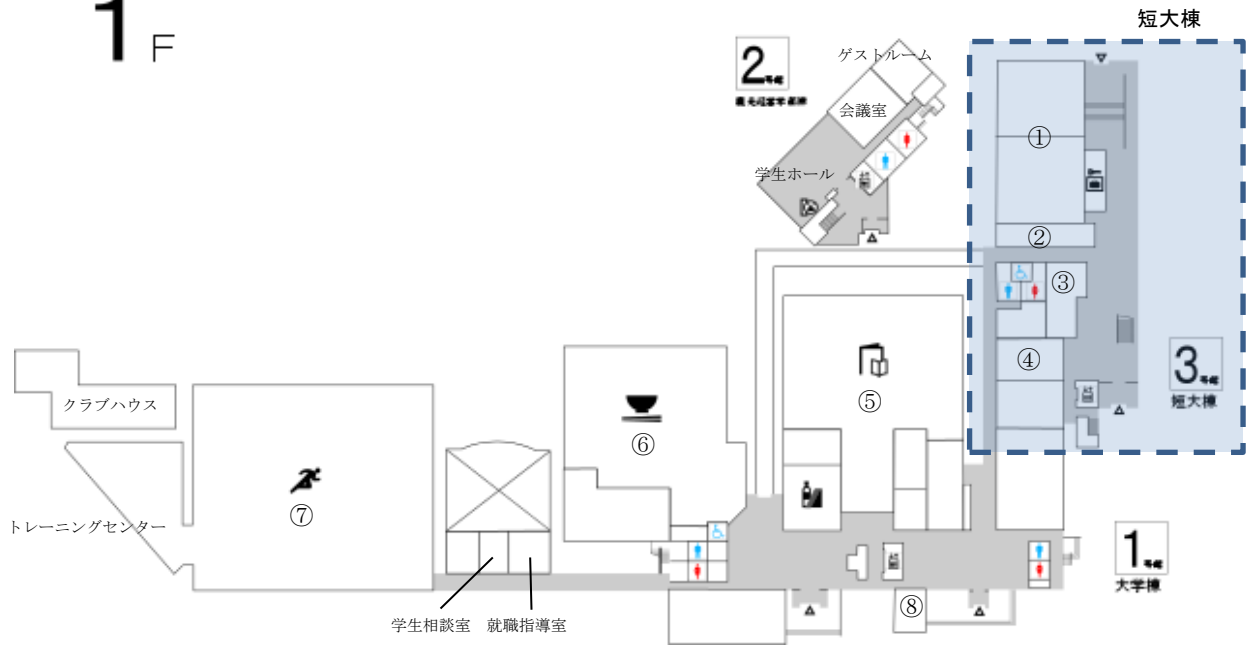 1 F
短大棟
2号館
ゲストルーム
会議室
学生ホール
①
②
③
④
3号館
短大棟
⑤
⑥
クラブハウス
⑦
トレーニングセンター
1号館
大学棟
⑧
学生相談室 就職指導室